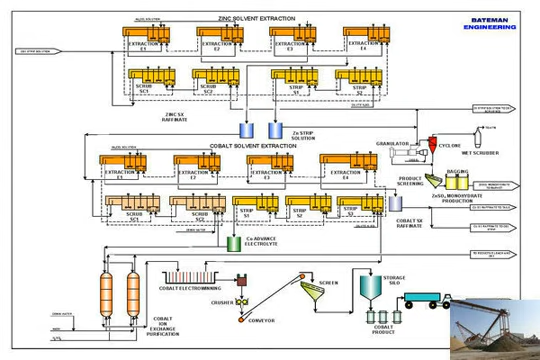 ZINC SOLVENT EXTRACTION
BATEMAN
ENGINEERING
EXTRACTION
E1
EXTRACTION
E2
EXTRACTION
E3
EXTRACTION
E4
SCRUB
SC1
SCRUB
SC2
STRIP
S1
STRIP
S2
ZINC SX
RAFFINATE
Zn STRIP
SOLUTION
GRANULATOR
CYCLONE
WET SCRUBBER
COBALT SOLVENT EXTRACTION
EXTRACTION
E1
EXTRACTION
E2
EXTRACTION
E3
EXTRACTION
E4
PRODUCT
SCREENING
BAGGING
ZnSO4 MONOHYDRATE
PRODUCTION
SCRUB
SC1
SCRUB
SC2
STRIP
S1
STRIP
S2
STRIP
S3
COBALT SX
RAFFINATE
Co ADVANCE
ELECTROLYTE
COBALT ELECTROWINNING
CRUSHER
CONVEYOR
SCREEN
STORAGE
SILO
COBALT
PRODUCT
COBALT
ION
EXCHANGE
PURIFICATION